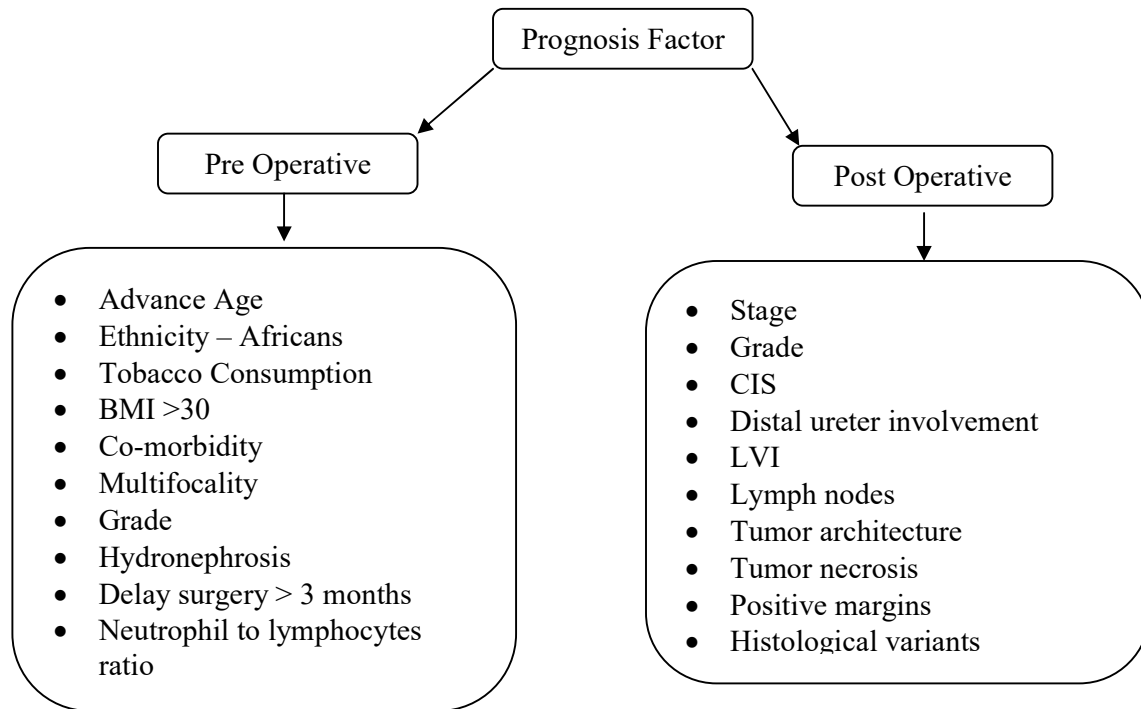 Prognosis Factor
Pre Operative
Post Operative
• Advance Age
• Ethnicity – Africans
• Tobacco Consumption
• BMI >30
• Co-morbidity
• Multifocality
• Grade
• Hydronephrosis
• Delay surgery > 3 months
• Neutrophil to lymphocytes
ratio
• Stage
• Grade
• CIS
• Distal ureter involvement
• LVI
• Lymph nodes
• Tumor architecture
• Tumor necrosis
• Positive margins
• Histological variants